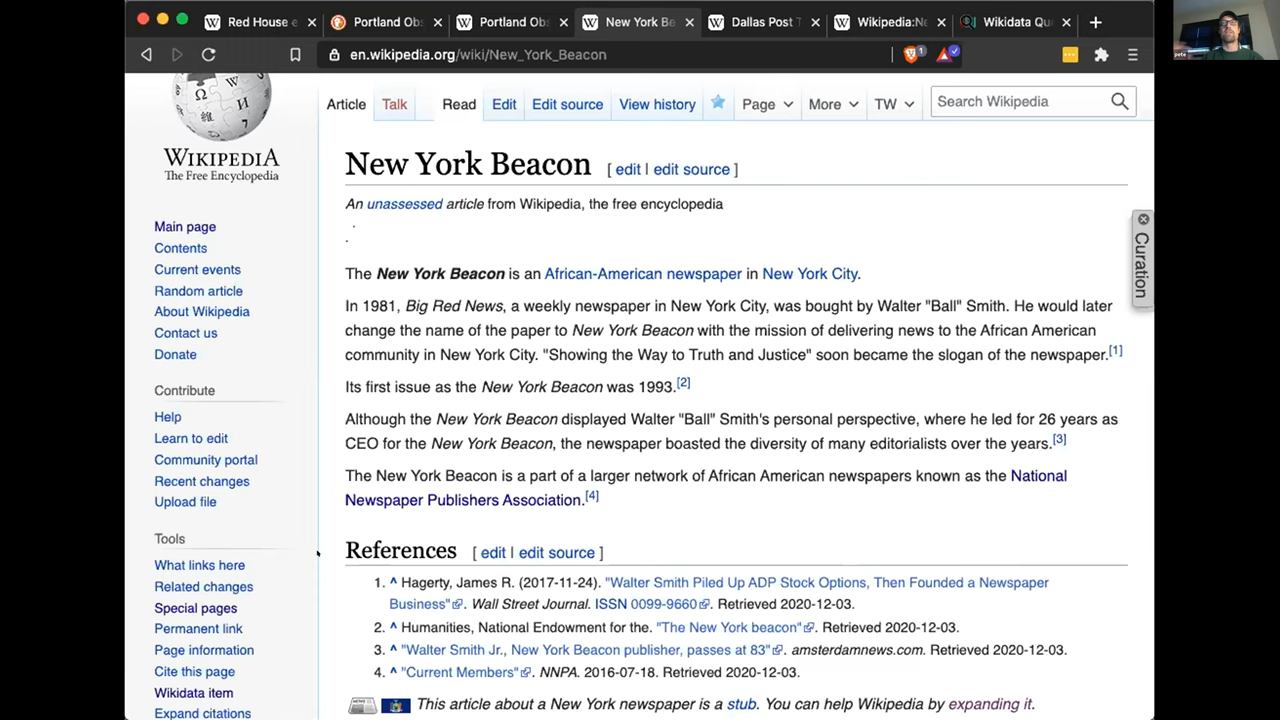 Red House e
Portland Obs
Portland Ob
New York Be
Dallas Post T
Wikipedia:Ne
Wikidata Qu
en.wikipedia.org/wiki/New_York_Beacon
1
WIKIPEDIA
The Free Encyclopedia
Main page
Contents
Current events
Random article
About Wikipedia
Contact us
Donate
Contribute
Help
Learn to edit
Community portal
Recent changes
Upload file
Tools
What links here
Related changes
Special pages
Permanent link
Page information
Cite this page
Wikidata item
Expand citations
Article Talk Read Edit Edit source View history Page More TW Search Wikipedia
New York Beacon [ edit | edit source ]
An unassessed article from Wikipedia, the free encyclopedia
.
.
The New York Beacon is an African-American newspaper in New York City.
In 1981, Big Red News, a weekly newspaper in New York City, was bought by Walter "Ball" Smith. He would later
change the name of the paper to New York Beacon with the mission of delivering news to the African American
community in New York City. "Showing the Way to Truth and Justice" soon became the slogan of the newspaper.[1]
Its first issue as the New York Beacon was 1993.[2]
Although the New York Beacon displayed Walter "Ball" Smith's personal perspective, where he led for 26 years as
CEO for the New York Beacon, the newspaper boasted the diversity of many editorialists over the years.[3]
The New York Beacon is a part of a larger network of African American newspapers known as the National
Newspaper Publishers Association.[4]
References [ edit | edit source ]
1. ^ Hagerty, James R. (2017-11-24). "Walter Smith Piled Up ADP Stock Options, Then Founded a Newspaper
Business". Wall Street Journal. ISSN 0099-9660. Retrieved 2020-12-03.
2. ^ Humanities, National Endowment for the. "The New York beacon". Retrieved 2020-12-03.
3. ^ "Walter Smith Jr., New York Beacon publisher, passes at 83". amsterdamnews.com. Retrieved 2020-12-03.
4. ^ "Current Members". NNPA. 2016-07-18. Retrieved 2020-12-03.
This article about a New York newspaper is a stub. You can help Wikipedia by expanding it.
Curation
pete